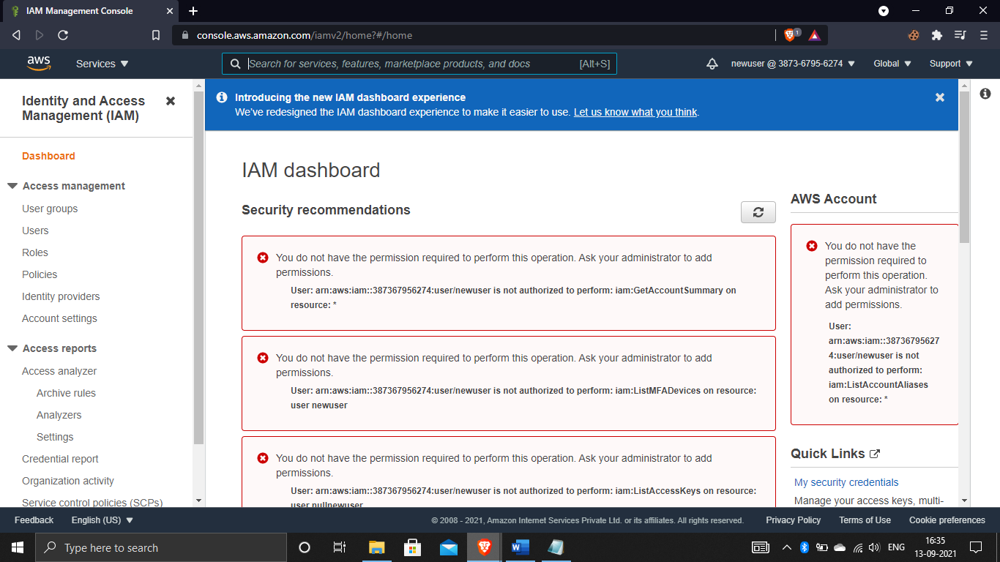 IAM Management Console
console.aws.amazon.com/iamv2/home?#/home
1
aws
Services
Search for services, features, marketplace products, and docs
[Alt+S]
newuser @ 3873-6795-6274
Global
Support
Identity and Access
Management (IAM)
Dashboard
Access management
User groups
Users
Roles
Policies
Identity providers
Account settings
Access reports
Access analyzer
Archive rules
Analyzers
Settings
Credential report
Organization activity
Service control policies (SCPs)
Introducing the new IAM dashboard experience
We've redesigned the IAM dashboard experience to make it easier to use. Let us know what you think.
IAM dashboard
Security recommendations
You do not have the permission required to perform this operation. Ask your administrator to add
permissions.
User: arn:aws:iam::387367956274:user/newuser is not authorized to perform: iam:GetAccountSummary on
resource: *
You do not have the permission required to perform this operation. Ask your administrator to add
permissions.
User: arn:aws:iam::387367956274:user/newuser is not authorized to perform: iam:ListMFADevices on resource:
user newuser
You do not have the permission required to perform this operation. Ask your administrator to add
permissions.
User: arn:aws:iam::387367956274:user/newuser is not authorized to perform: iam:ListAccessKeys on resource:
user nullnewuser
AWS Account
You do not have the
permission required to
perform this operation.
Ask your administrator to
add permissions.
User:
arn:aws:iam::38736795627
4:user/newuser is not
authorized to perform:
iam:ListAccountAliases
on resource: *
Quick Links
My security credentials
Manage your access keys, multi-
Feedback
English (US)
© 2008 - 2021, Amazon Internet Services Private Ltd. or its affiliates. All rights reserved.
Privacy Policy
Terms of Use
Cookie preferences
Type here to search
ENG
16:35
13-09-2021